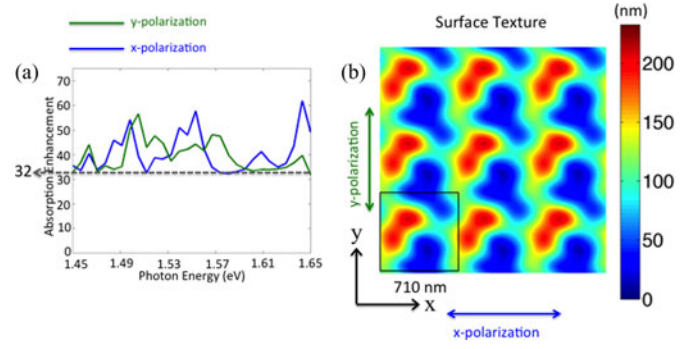 y-polarization
x-polarization
(a)
Absorption Enhancement
70
60
50
40
32
30
20
10
0
1.45
1.49
1.53
1.57
1.61
1.65
Photon Energy (eV)
(b)
Surface Texture
(nm)
y-polarization
y
x
710 nm
x-polarization
200
150
100
50
0